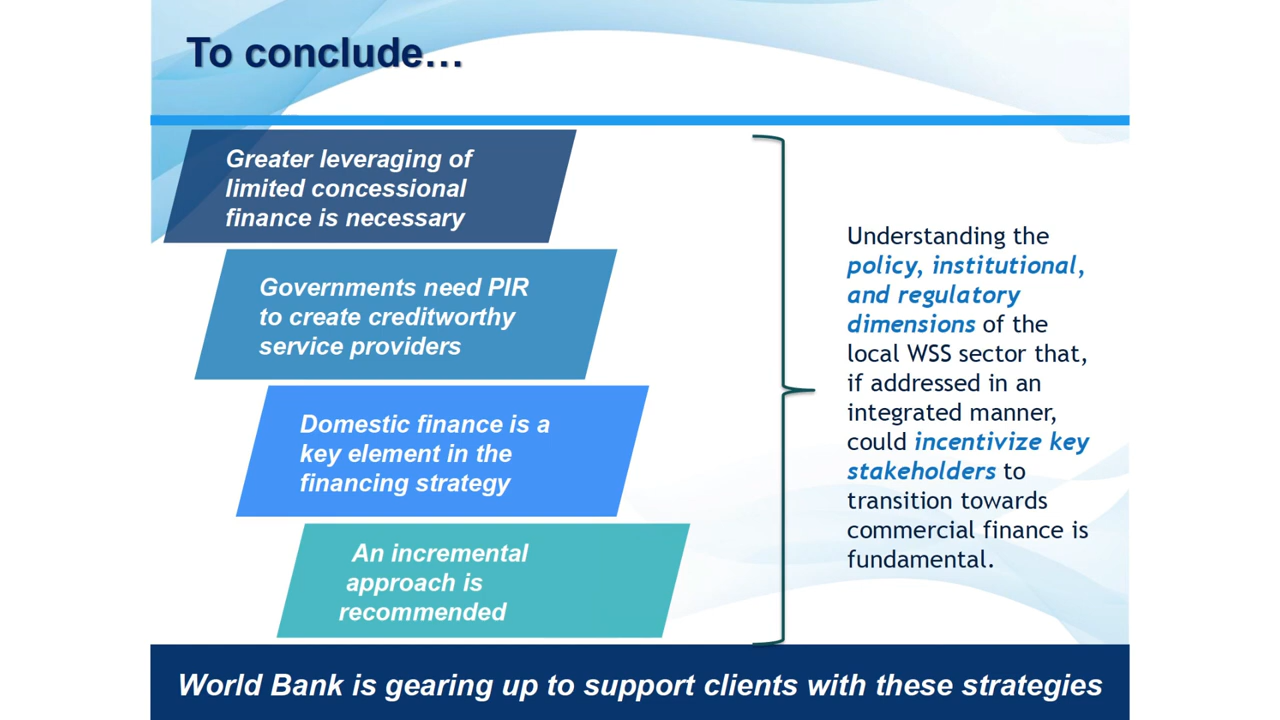 To conclude…
Greater leveraging of
limited concessional
finance is necessary
Governments need PIR
to create creditworthy
service providers
Domestic finance is a
key element in the
financing strategy
An incremental
approach is
recommended
Understanding the
policy, institutional,
and regulatory
dimensions of the
local WSS sector that,
if addressed in an
integrated manner,
could incentivize key
stakeholders to
transition towards
commercial finance is
fundamental.
World Bank is gearing up to support clients with these strategies